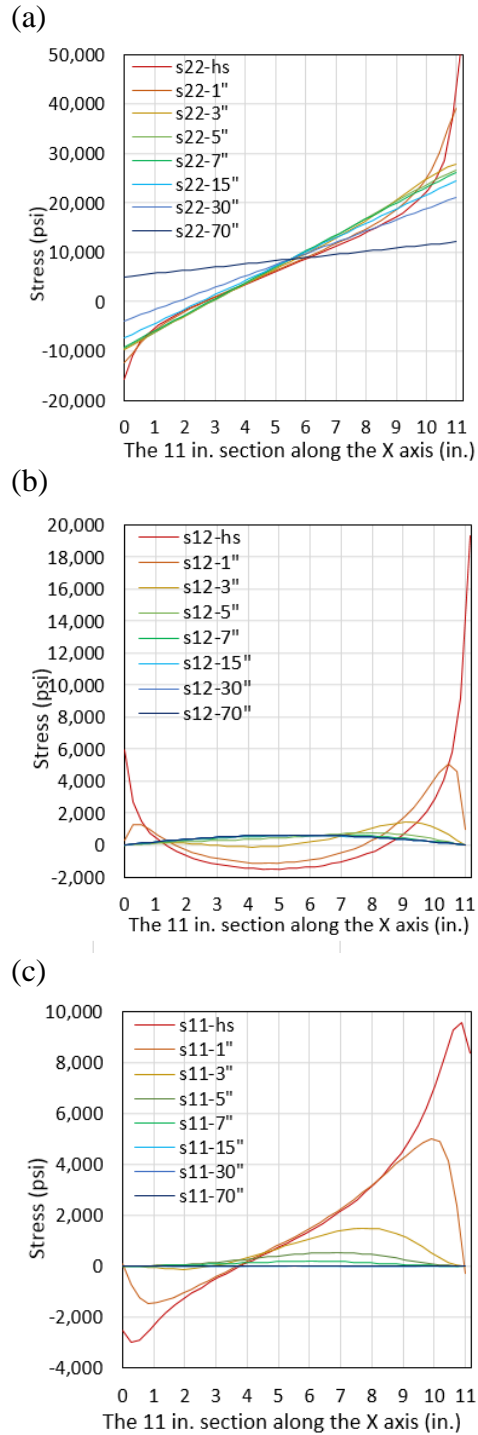 (a)
50,000
40,000
30,000
20,000
10,000
0
-10,000
-20,000
Stress (psi)
s22-hs
s22-1"
s22-3"
s22-5"
s22-7"
s22-15"
s22-30"
s22-70"
0 1 2 3 4 5 6 7 8 9 10 11
The 11 in. section along the X axis (in.)
(b)
20,000
18,000
16,000
14,000
12,000
10,000
8,000
6,000
4,000
2,000
0
-2,000
Stress (psi)
s12-hs
s12-1"
s12-3"
s12-5"
s12-7"
s12-15"
s12-30"
s12-70"
0 1 2 3 4 5 6 7 8 9 10 11
The 11 in. section along the X axis (in.)
(c)
10,000
8,000
6,000
4,000
2,000
0
-2,000
-4,000
Stress (psi)
s11-hs
s11-1"
s11-3"
s11-5"
s11-7"
s11-15"
s11-30"
s11-70"
0 1 2 3 4 5 6 7 8 9 10 11
The 11 in. section along the X axis (in.)